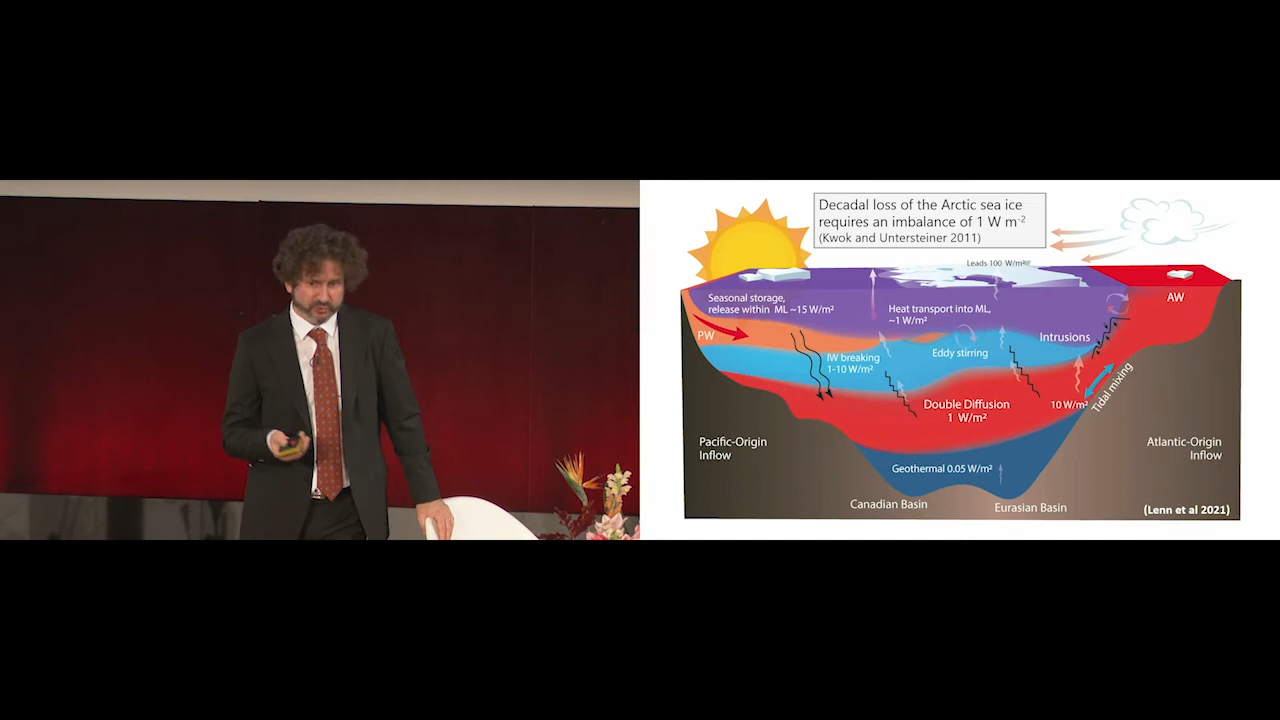 Decadal loss of the Arctic sea ice
requires an imbalance of 1 W m⁻²
(Kwok and Untersteiner 2011)
Leads 100 W/m²
Seasonal storage,
release within ML ~15 W/m²
Heat transport into ML,
~1 W/m²
AW
PW
Intrusions
IW breaking
1-10 W/m²
Eddy stirring
Tidal mixing
Double Diffusion
1 W/m²
10 W/m²
Pacific-Origin
Inflow
Atlantic-Origin
Inflow
Geothermal 0.05 W/m²
Canadian Basin
Eurasian Basin
(Lenn et al 2021)